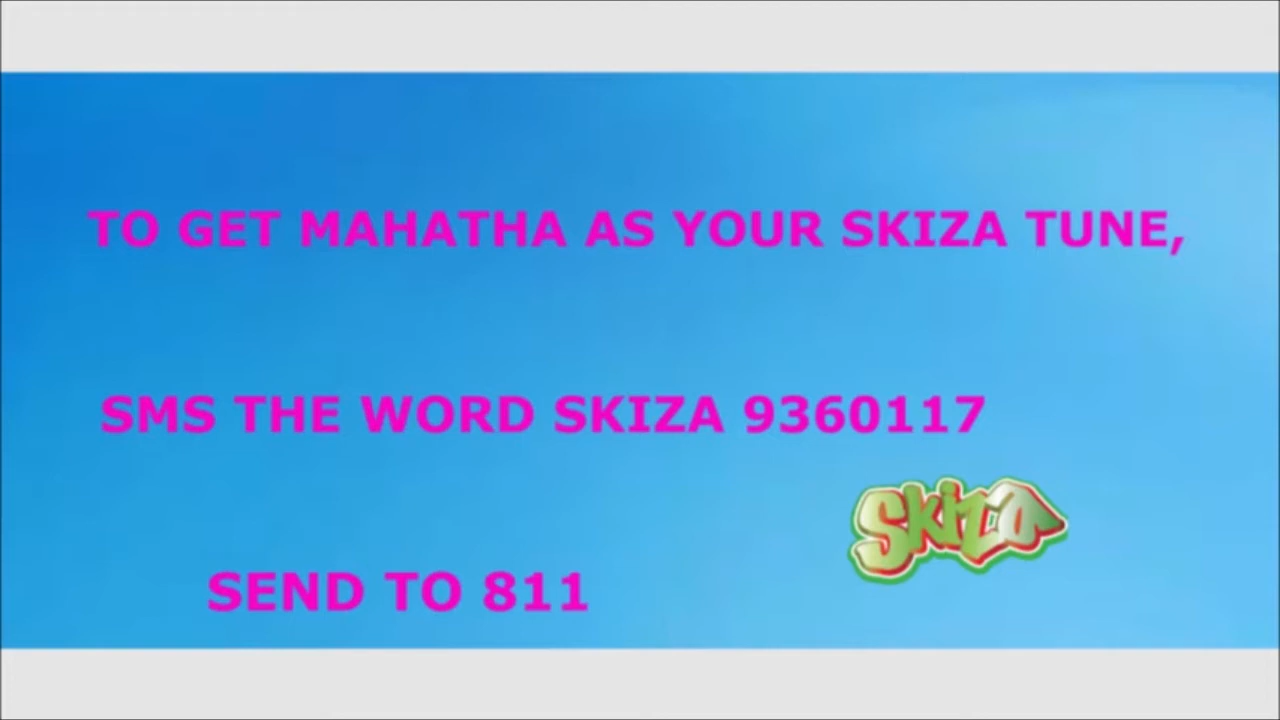 TO GET MAHATHA AS YOUR SKIZA TUNE,
SMS THE WORD SKIZA 9360117
Skiza
SEND TO 811